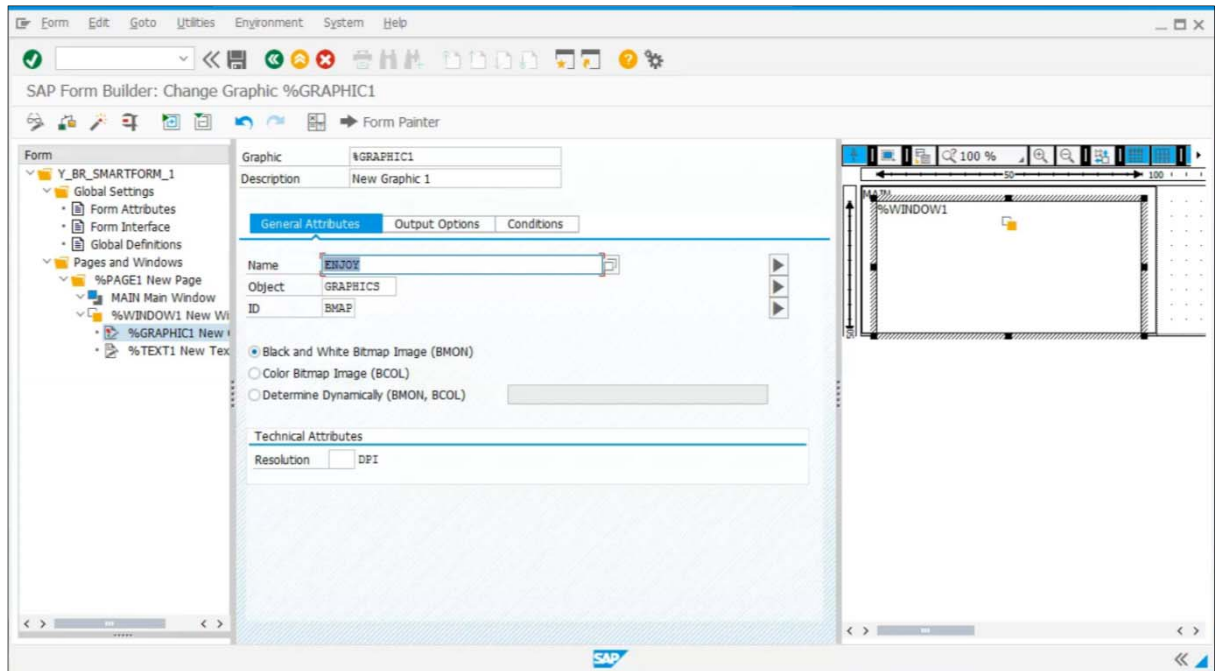 Form Edit Goto Utilities Environment System Help
SAP Form Builder: Change Graphic %GRAPHIC1
Form Painter
Form
Y_BR_SMARTFORM_1
Global Settings
Form Attributes
Form Interface
Global Definitions
Pages and Windows
%PAGE1 New Page
MAIN Main Window
%WINDOW1 New Wi
%GRAPHIC1 New
%TEXT1 New Tex
Graphic %GRAPHIC1
Description New Graphic 1
General Attributes Output Options Conditions
Name ENJOY
Object GRAPHICS
ID BMAP
Black and White Bitmap Image (BMON)
Color Bitmap Image (BCOL)
Determine Dynamically (BMON, BCOL)
Technical Attributes
Resolution DPI
100 %
50 100
MAIN
%WINDOW1
50
SAP